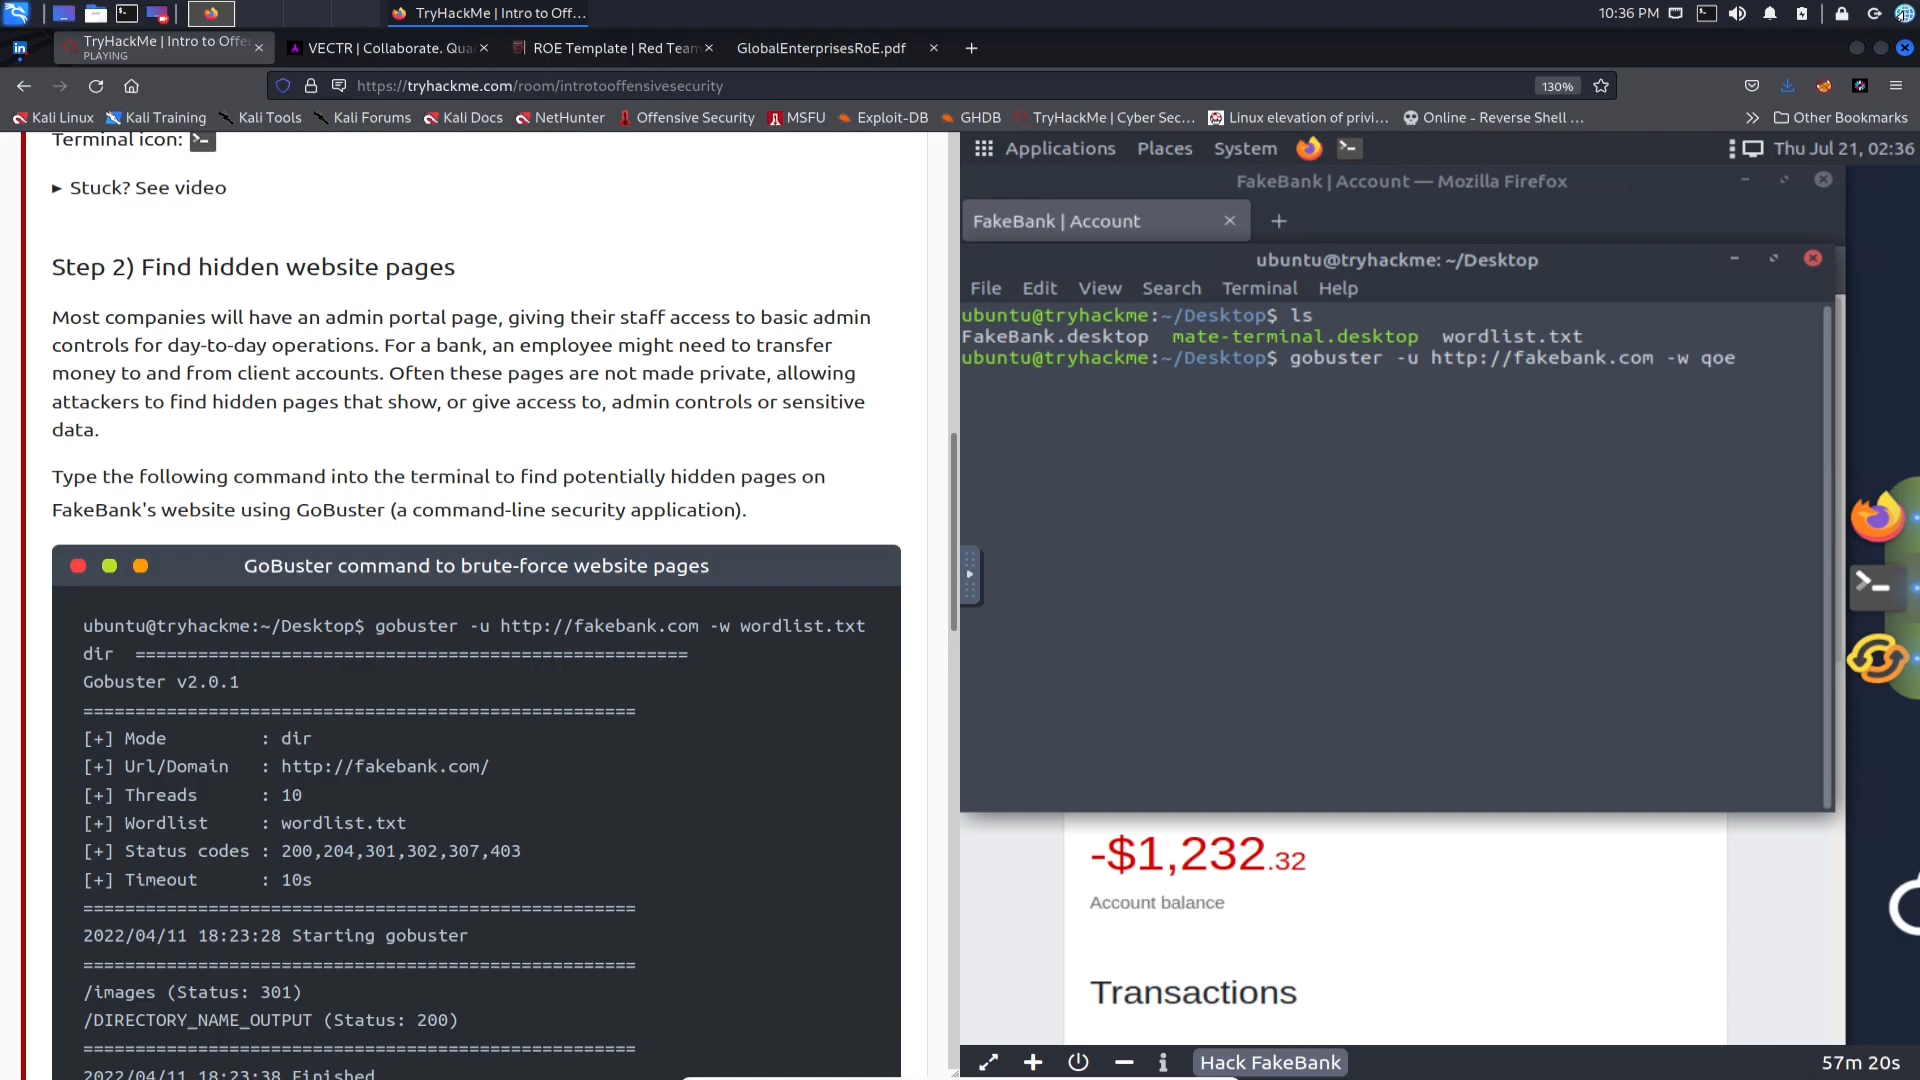 TryHackMe | Intro to Off...
10:36 PM
TryHackMe | Intro to Offe
PLAYING
VECTR | Collaborate. Qua
ROE Template | Red Team
GlobalEnterprisesRoE.pdf
https://tryhackme.com/room/introtooffensivesecurity
130%
Kali Linux
Kali Training
Kali Tools
Kali Forums
Kali Docs
NetHunter
Offensive Security
MSFU
Exploit-DB
GHDB
TryHackMe | Cyber Sec...
Linux elevation of privi...
Online - Reverse Shell ...
Other Bookmarks
Terminal icon:
Stuck? See video
Step 2) Find hidden website pages
Most companies will have an admin portal page, giving their staff access to basic admin
controls for day-to-day operations. For a bank, an employee might need to transfer
money to and from client accounts. Often these pages are not made private, allowing
attackers to find hidden pages that show, or give access to, admin controls or sensitive
data.
Type the following command into the terminal to find potentially hidden pages on
FakeBank's website using GoBuster (a command-line security application).
GoBuster command to brute-force website pages
ubuntu@tryhackme:~/Desktop$ gobuster -u http://fakebank.com -w wordlist.txt
dir =====================================================
Gobuster v2.0.1
=====================================================
[+] Mode : dir
[+] Url/Domain : http://fakebank.com/
[+] Threads : 10
[+] Wordlist : wordlist.txt
[+] Status codes : 200,204,301,302,307,403
[+] Timeout : 10s
=====================================================
2022/04/11 18:23:28 Starting gobuster
=====================================================
/images (Status: 301)
/DIRECTORY_NAME_OUTPUT (Status: 200)
=====================================================
2022/04/11 18:23:38 Finished
Applications Places System
Thu Jul 21, 02:36
FakeBank | Account — Mozilla Firefox
FakeBank | Account
ubuntu@tryhackme: ~/Desktop
File Edit View Search Terminal Help
ubuntu@tryhackme:~/Desktop$ ls
FakeBank.desktop mate-terminal.desktop wordlist.txt
ubuntu@tryhackme:~/Desktop$ gobuster -u http://fakebank.com -w qoe
-$1,232.32
Account balance
Transactions
Hack FakeBank
57m 20s